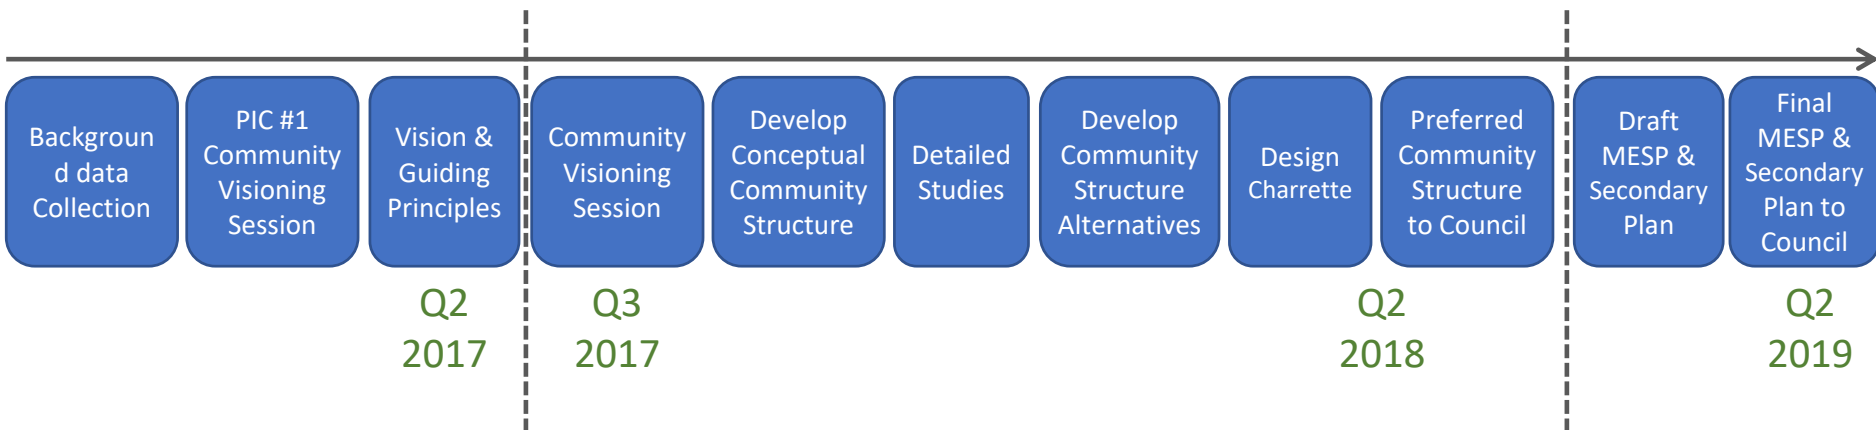 Backgroun
d data
Collection
PIC #1
Community
Visioning
Session
Vision &
Guiding
Principles
Community
Visioning
Session
Develop
Conceptual
Community
Structure
Detailed
Studies
Develop
Community
Structure
Alternatives
Design
Charrette
Preferred
Community
Structure
to Council
Draft
MESP &
Secondary
Plan
Final
MESP &
Secondary
Plan to
Council
Q2
2017
Q3
2017
Q2
2018
Q2
2019